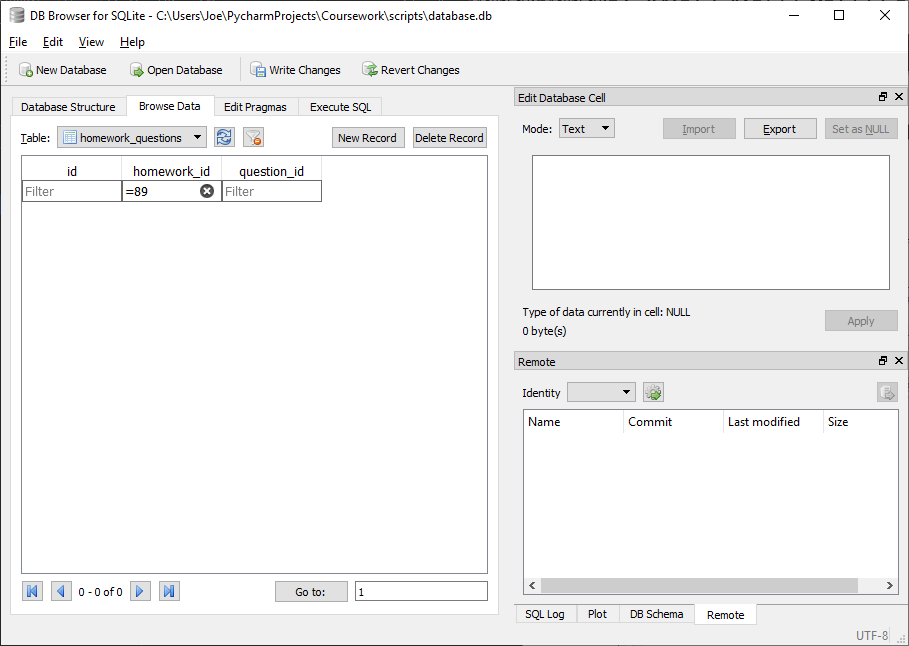 DB Browser for SQLite - C:\Users\Joe\PycharmProjects\Coursework\scripts\database.db
File Edit View Help
New Database Open Database Write Changes Revert Changes
Database Structure Browse Data Edit Pragmas Execute SQL
Table: homework_questions New Record Delete Record
id homework_id question_id
Filter =89 Filter
0 - 0 of 0 Go to: 1
Edit Database Cell
Mode: Text Import Export Set as NULL
Type of data currently in cell: NULL
0 byte(s)
Apply
Remote
Identity
Name Commit Last modified Size
SQL Log Plot DB Schema Remote
UTF-8